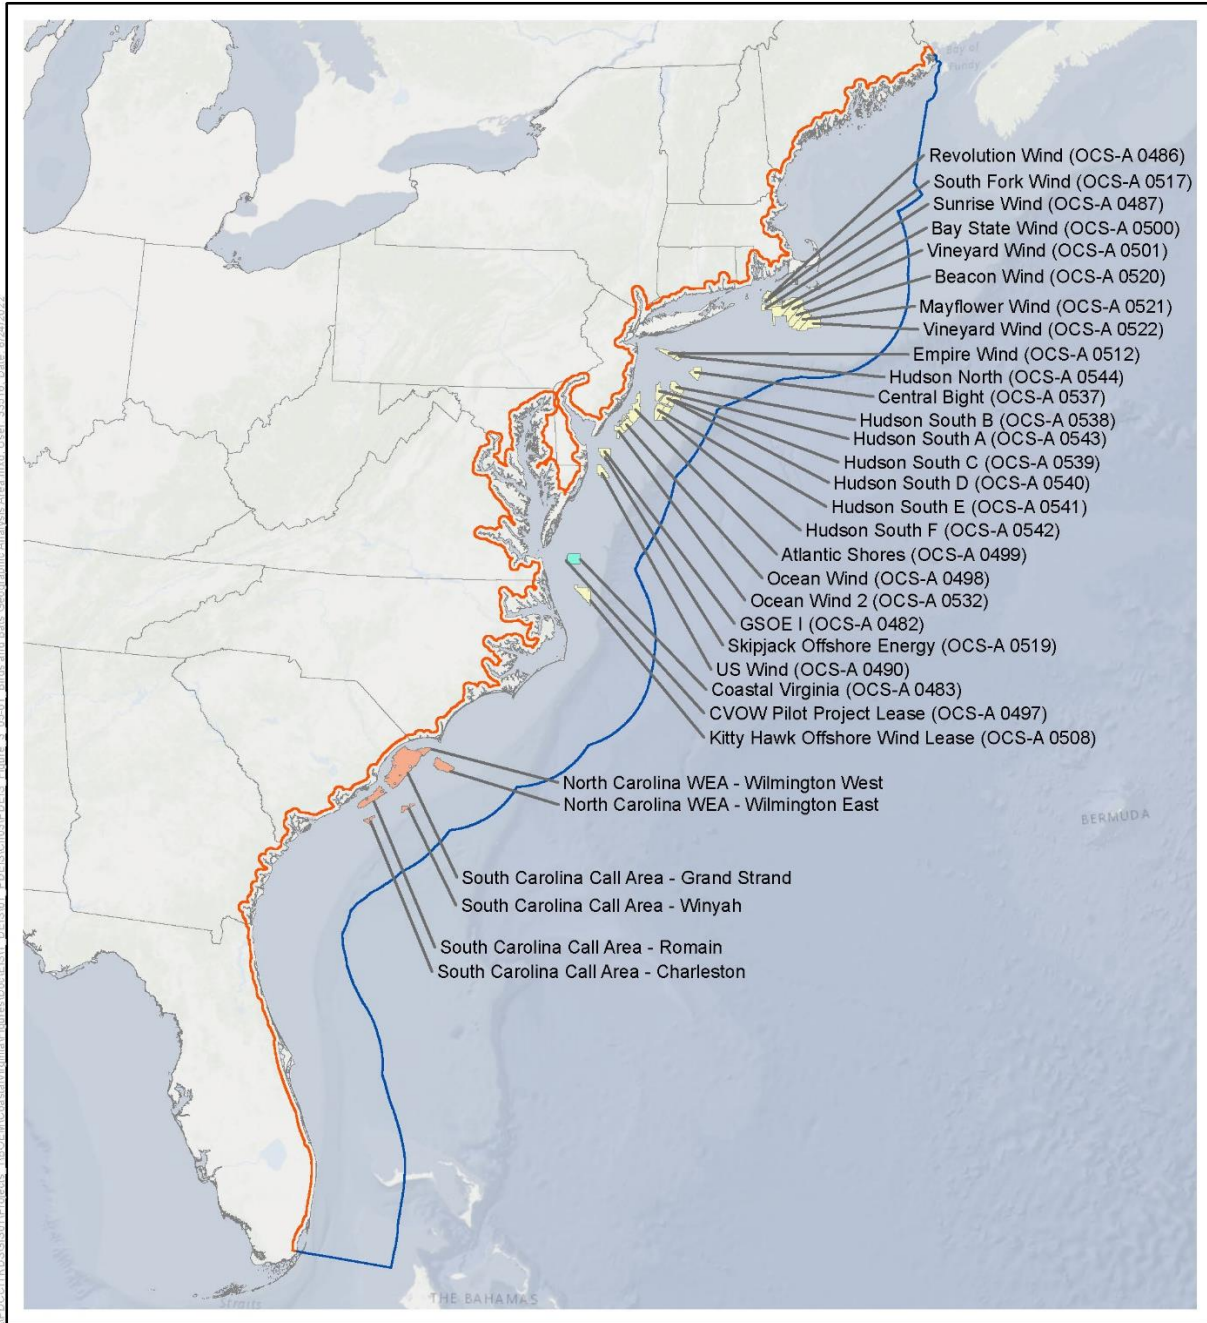 Bay of
Fundy
Revolution Wind (OCS-A 0486)
South Fork Wind (OCS-A 0517)
Sunrise Wind (OCS-A 0487)
Bay State Wind (OCS-A 0500)
Vineyard Wind (OCS-A 0501)
Beacon Wind (OCS-A 0520)
Mayflower Wind (OCS-A 0521)
Vineyard Wind (OCS-A 0522)
Empire Wind (OCS-A 0512)
Hudson North (OCS-A 0544)
Central Bight (OCS-A 0537)
Hudson South B (OCS-A 0538)
Hudson South A (OCS-A 0543)
Hudson South C (OCS-A 0539)
Hudson South D (OCS-A 0540)
Hudson South E (OCS-A 0541)
Hudson South F (OCS-A 0542)
Atlantic Shores (OCS-A 0499)
Ocean Wind (OCS-A 0498)
Ocean Wind 2 (OCS-A 0532)
GSOE I (OCS-A 0482)
Skipjack Offshore Energy (OCS-A 0519)
US Wind (OCS-A 0490)
Coastal Virginia (OCS-A 0483)
CVOW Pilot Project Lease (OCS-A 0497)
Kitty Hawk Offshore Wind Lease (OCS-A 0508)
North Carolina WEA - Wilmington West
North Carolina WEA - Wilmington East
BERMUDA
South Carolina Call Area - Grand Strand
South Carolina Call Area - Winyah
South Carolina Call Area - Romain
South Carolina Call Area - Charleston
THE BAHAMAS
Straits